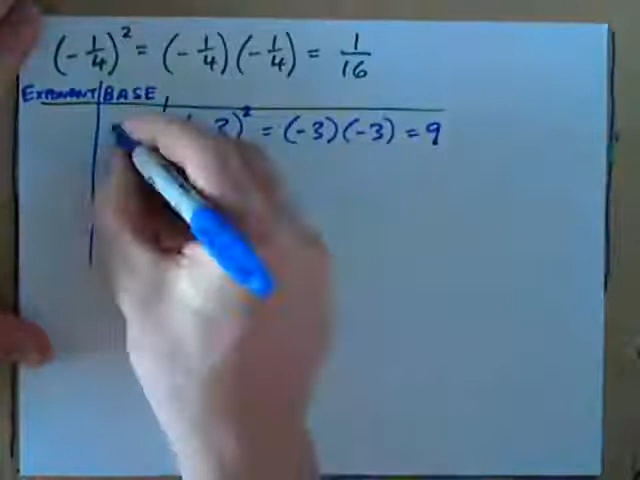 (-1/4)² = (-1/4)(-1/4) = 1/16
EXPONENT BASE
3)² = (-3)(-3) = 9